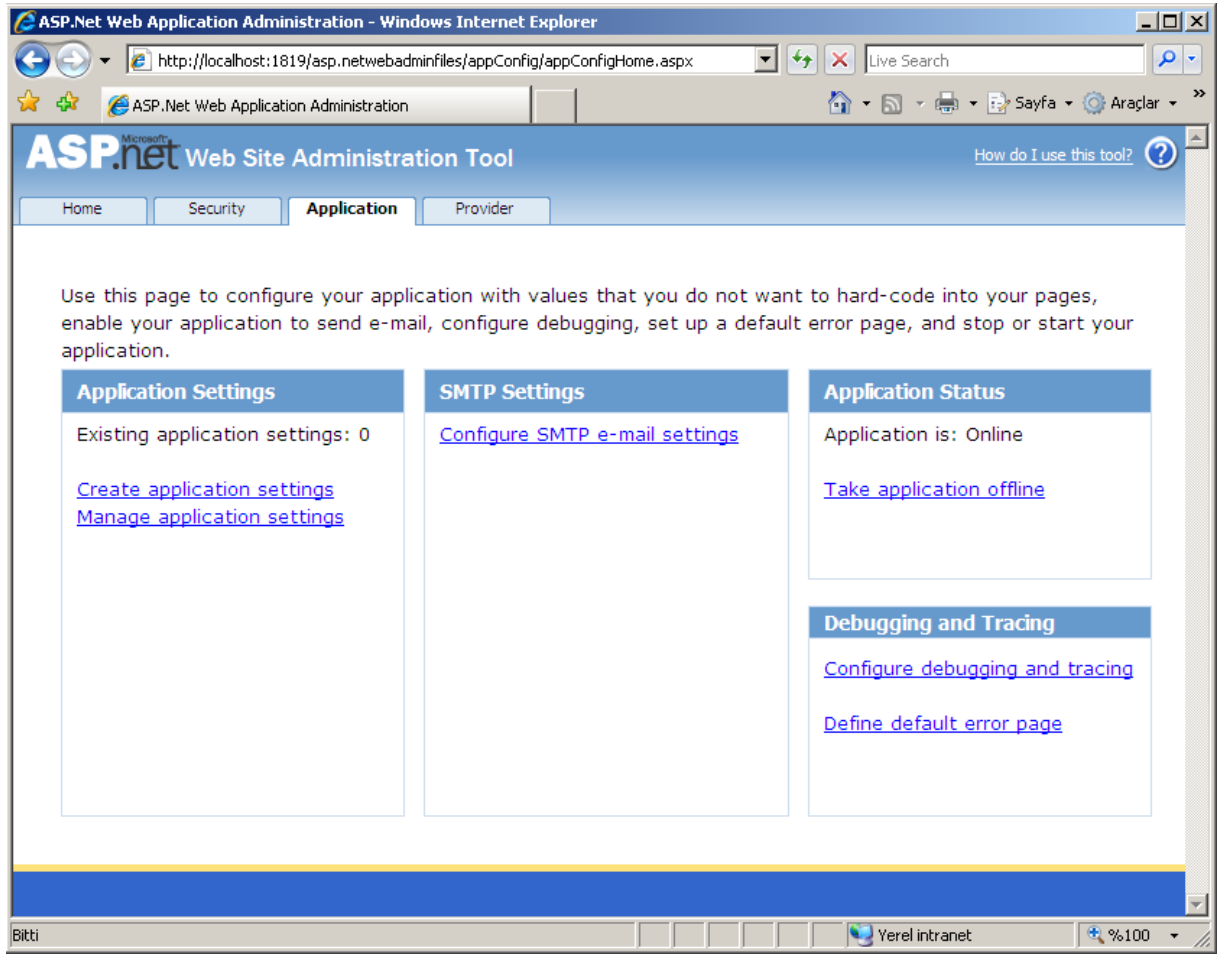 ASP.Net Web Application Administration - Windows Internet Explorer
http://localhost:1819/asp.netwebadminfiles/appConfig/appConfigHome.aspx
Live Search
ASP.Net Web Application Administration
Sayfa
Araçlar
»
Microsoft
ASP.net Web Site Administration Tool
How do I use this tool?
?
Home
Security
Application
Provider
Use this page to configure your application with values that you do not want to hard-code into your pages,
enable your application to send e-mail, configure debugging, set up a default error page, and stop or start your
application.
Application Settings
Existing application settings: 0
Create application settings
Manage application settings
SMTP Settings
Configure SMTP e-mail settings
Application Status
Application is: Online
Take application offline
Debugging and Tracing
Configure debugging and tracing
Define default error page
Bitti
Yerel intranet
%100